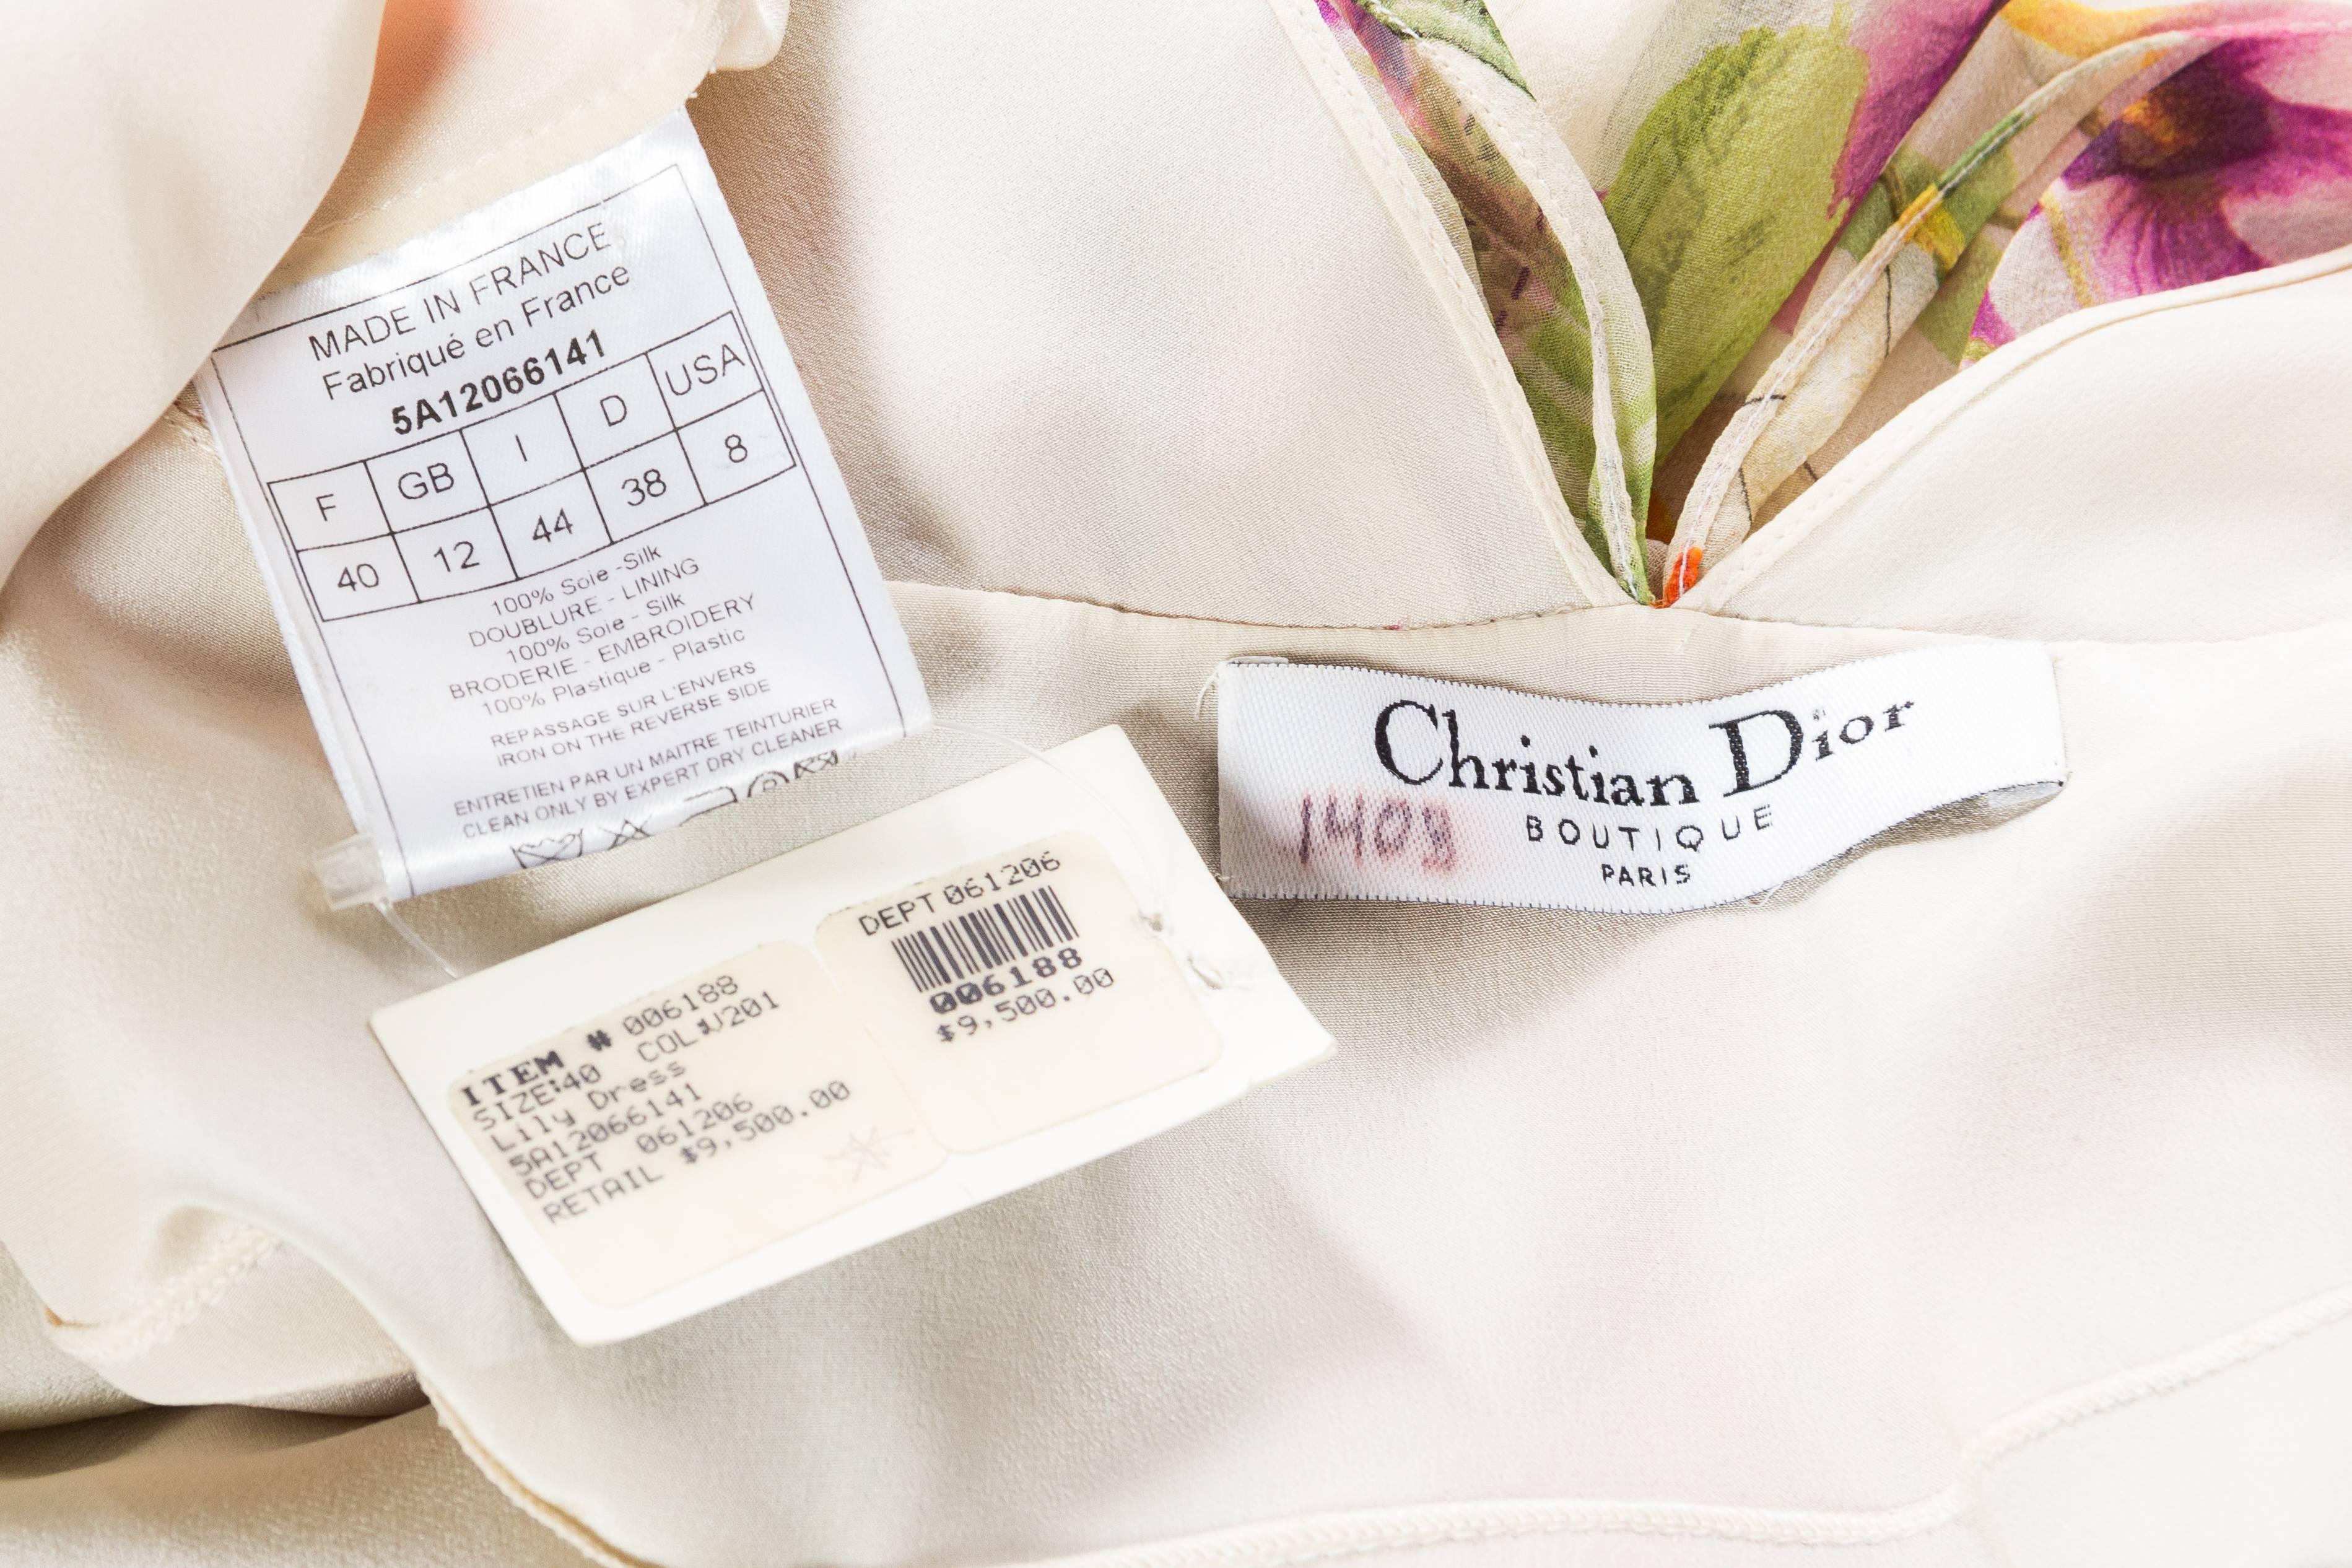 MADE IN FRANCE
Fabriqué en France
5A12066141
F GB I D USA
40 12 44 38 8
100% Soie -Silk
DOUBLURE - LINING
100% Soie - Silk
BRODERIE - EMBROIDERY
100% Plastique - Plastic
REPASSAGE SUR L'ENVERS
IRON ON THE REVERSE SIDE
ENTRETIEN PAR UN MAITRE TEINTURIER
CLEAN ONLY BY EXPERT DRY CLEANER
Christian Dior
BOUTIQUE
PARIS
DEPT 061206
006188
$9,500.00
ITEM # 006188
SIZE:40 COL:U201
Lily Dress
5A12066141
DEPT 061206
RETAIL $9,500.00